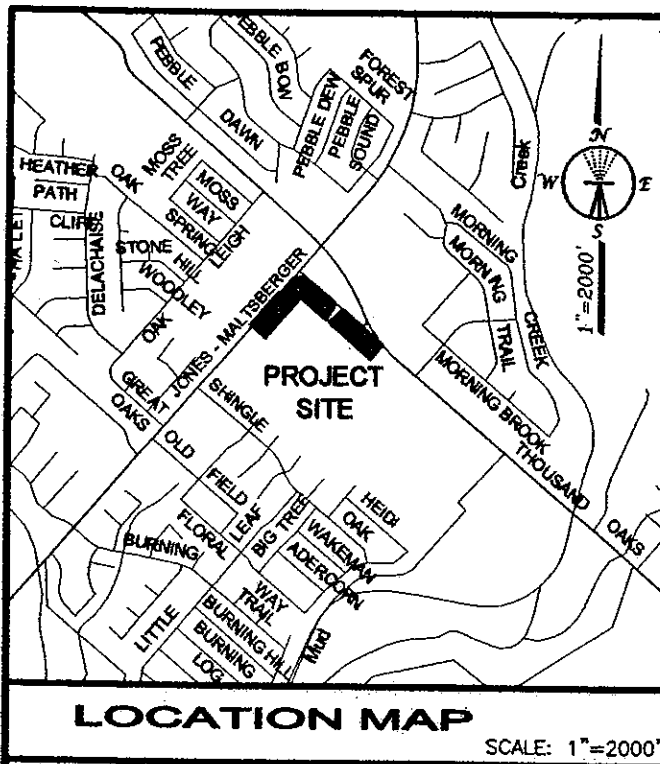 PEBBLE
EBBLE BOW
FOREST
SPUR
DAWN
PEBBLE DEW
PEBBLE
SOUND
MOSS
TREE
OAK
HEATHER
PATH
MOSS
WAY
SPRING
LEIGH
CLIFF
DELACHAISE
STONE
HILL
WOODLEY
OAK
Creek
N
W
E
S
1"=2000'
MORNING
CREEK
MORNING
TRAIL
JONES - MALTSBERGER
PROJECT
SITE
GREAT
OAKS
SHINGLE
MORNING BROOK
THOUSAND
OAKS
OLD
FIELD
LEAF
FLORAL
BIG TREE
HEIDI
OAK
WAKEMAN
ADERCORN
BURNING
WAY
TRAIL
LITTLE
BURNING HILL
BURNING
LOG
Mud
LOCATION MAP
SCALE: 1"=2000'